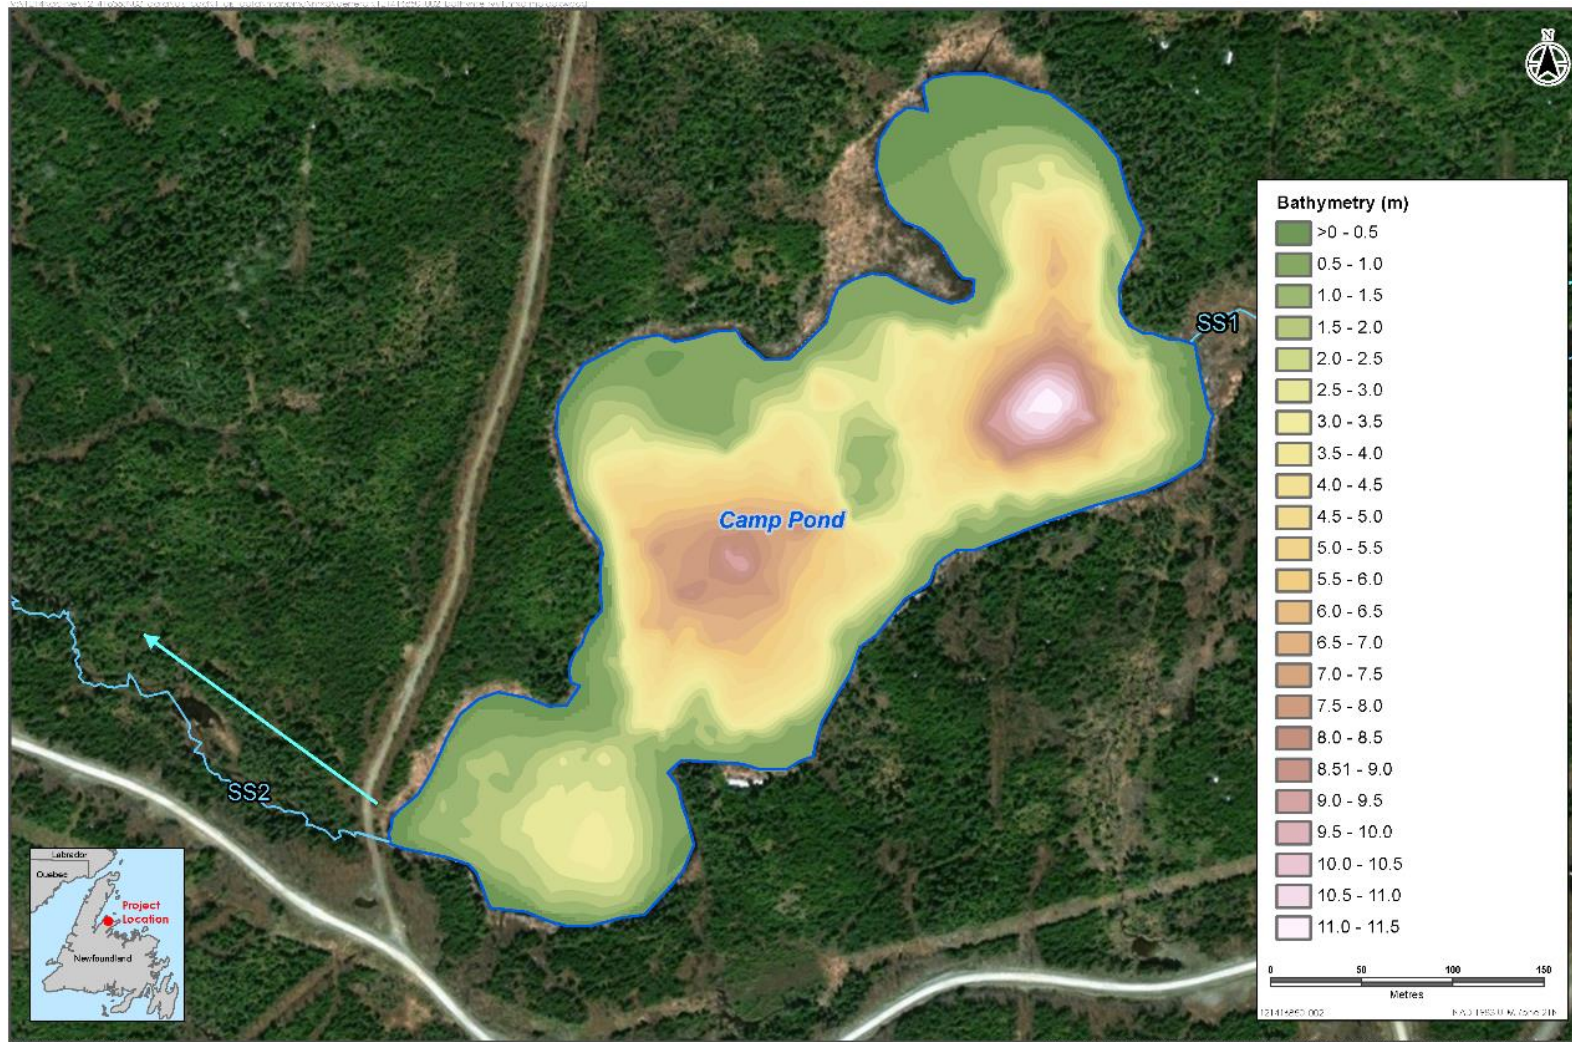 N
Bathymetry (m)
>0 - 0.5
0.5 - 1.0
1.0 - 1.5
1.5 - 2.0
2.0 - 2.5
2.5 - 3.0
3.0 - 3.5
3.5 - 4.0
4.0 - 4.5
4.5 - 5.0
5.0 - 5.5
5.5 - 6.0
6.0 - 6.5
6.5 - 7.0
7.0 - 7.5
7.5 - 8.0
8.0 - 8.5
8.51 - 9.0
9.0 - 9.5
9.5 - 10.0
10.0 - 10.5
10.5 - 11.0
11.0 - 11.5
SS1
Camp Pond
SS2
Labrador
Quebec
Project
Location
Newfoundland
0 50 100 150
Metres